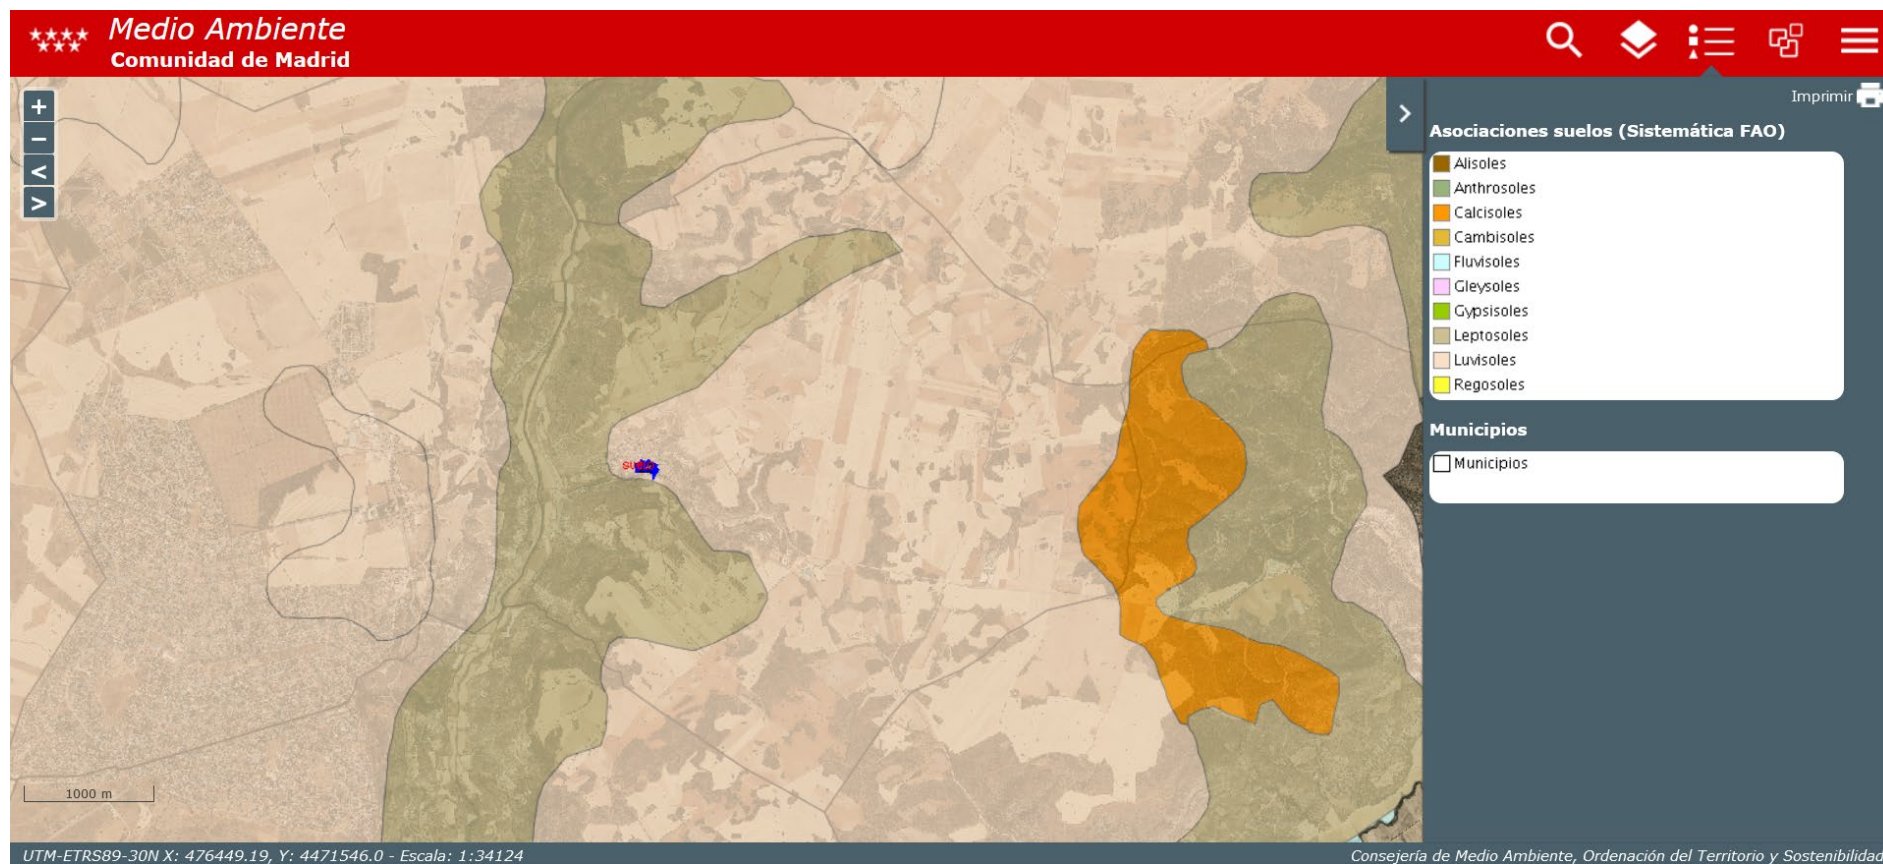 Medio Ambiente
Comunidad de Madrid
+
−
<
>
Imprimir
Asociaciones suelos (Sistemática FAO)
Alisoles
Anthrosoles
Calcisoles
Cambisoles
Fluvisoles
Gleysoles
Gypsisoles
Leptosoles
Luvisoles
Regosoles
Municipios
Municipios
1000 m
UTM-ETRS89-30N X: 476449.19, Y: 4471546.0 - Escala: 1:34124
Consejería de Medio Ambiente, Ordenación del Territorio y Sostenibilidad